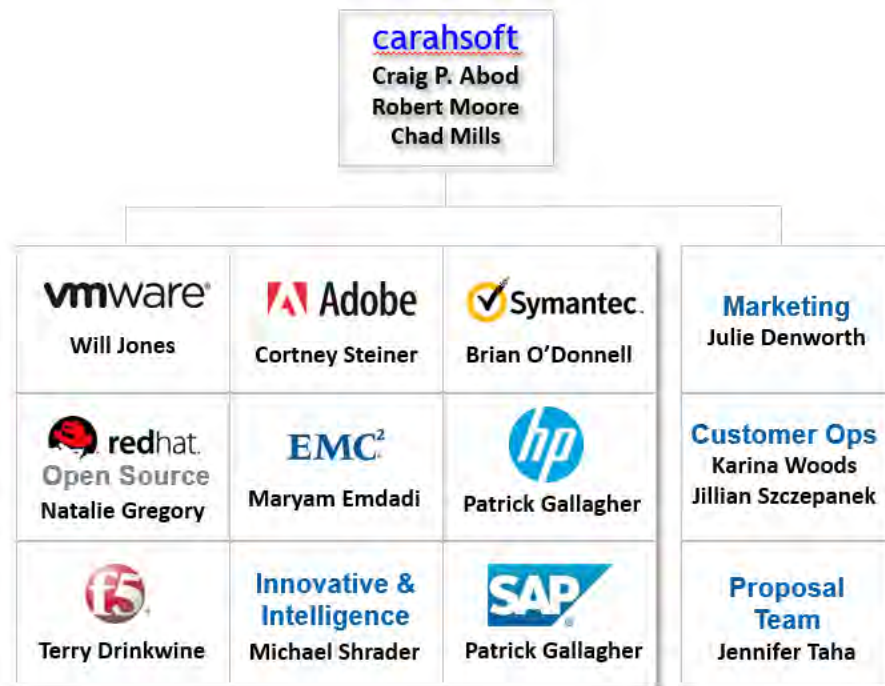 carahsoft
Craig P. Abod
Robert Moore
Chad Mills
vmware®
Will Jones
Adobe
Cortney Steiner
Symantec.
Brian O’Donnell
Marketing
Julie Denworth
redhat.
Open Source
Natalie Gregory
EMC²
Maryam Emdadi
hp
Patrick Gallagher
Customer Ops
Karina Woods
Jillian Szczepanek
f5
Terry Drinkwine
Innovative &
Intelligence
Michael Shrader
SAP®
Patrick Gallagher
Proposal
Team
Jennifer Taha